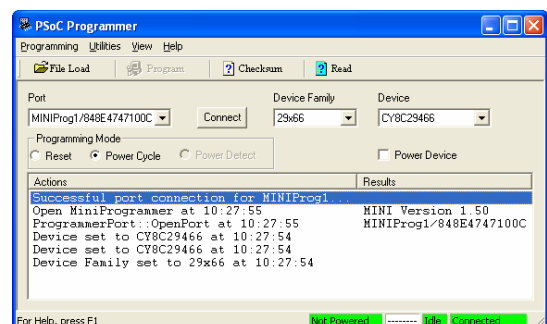 PSoC Programmer
Programming Utilities View Help
File Load Program Checksum Read
Port Device Family Device
MINIProg1/848E4747100C Connect 29x66 CY8C29466
Programming Mode
Reset Power Cycle Power Detect Power Device
Actions Results
Successful port connection for MINIProg1...
Open MiniProgrammer at 10:27:55 MINI Version 1.50
ProgrammerPort::OpenPort at 10:27:55 MINIProg1/848E4747100C
Device set to CY8C29466 at 10:27:54
Device set to CY8C29466 at 10:27:54
Device Family set to 29x66 at 10:27:54
For Help, press F1 Not Powered -------- Idle Connected